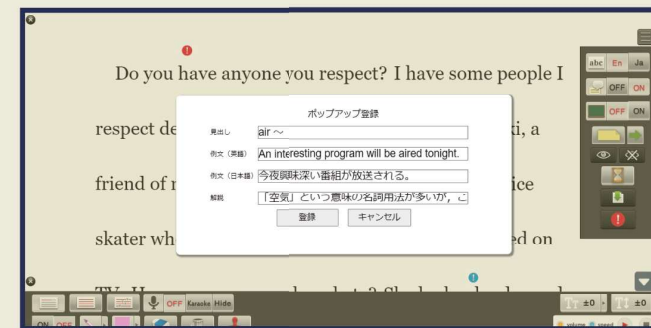 Do you have anyone you respect? I have some people I
respect de
ki, a
friend of m
ice
skater wh
ed on
ポップアップ登録
見出し air ～
例文（英語） An interesting program will be aired tonight.
例文（日本語） 今夜興味深い番組が放送される。
解説 「空気」という意味の名詞用法が多いが，こ
登録 キャンセル
abc En Ja
OFF ON
OFF ON
OFF Karaoke Hide
TT ±0 T‡ ±0
ON OFF
volume speed